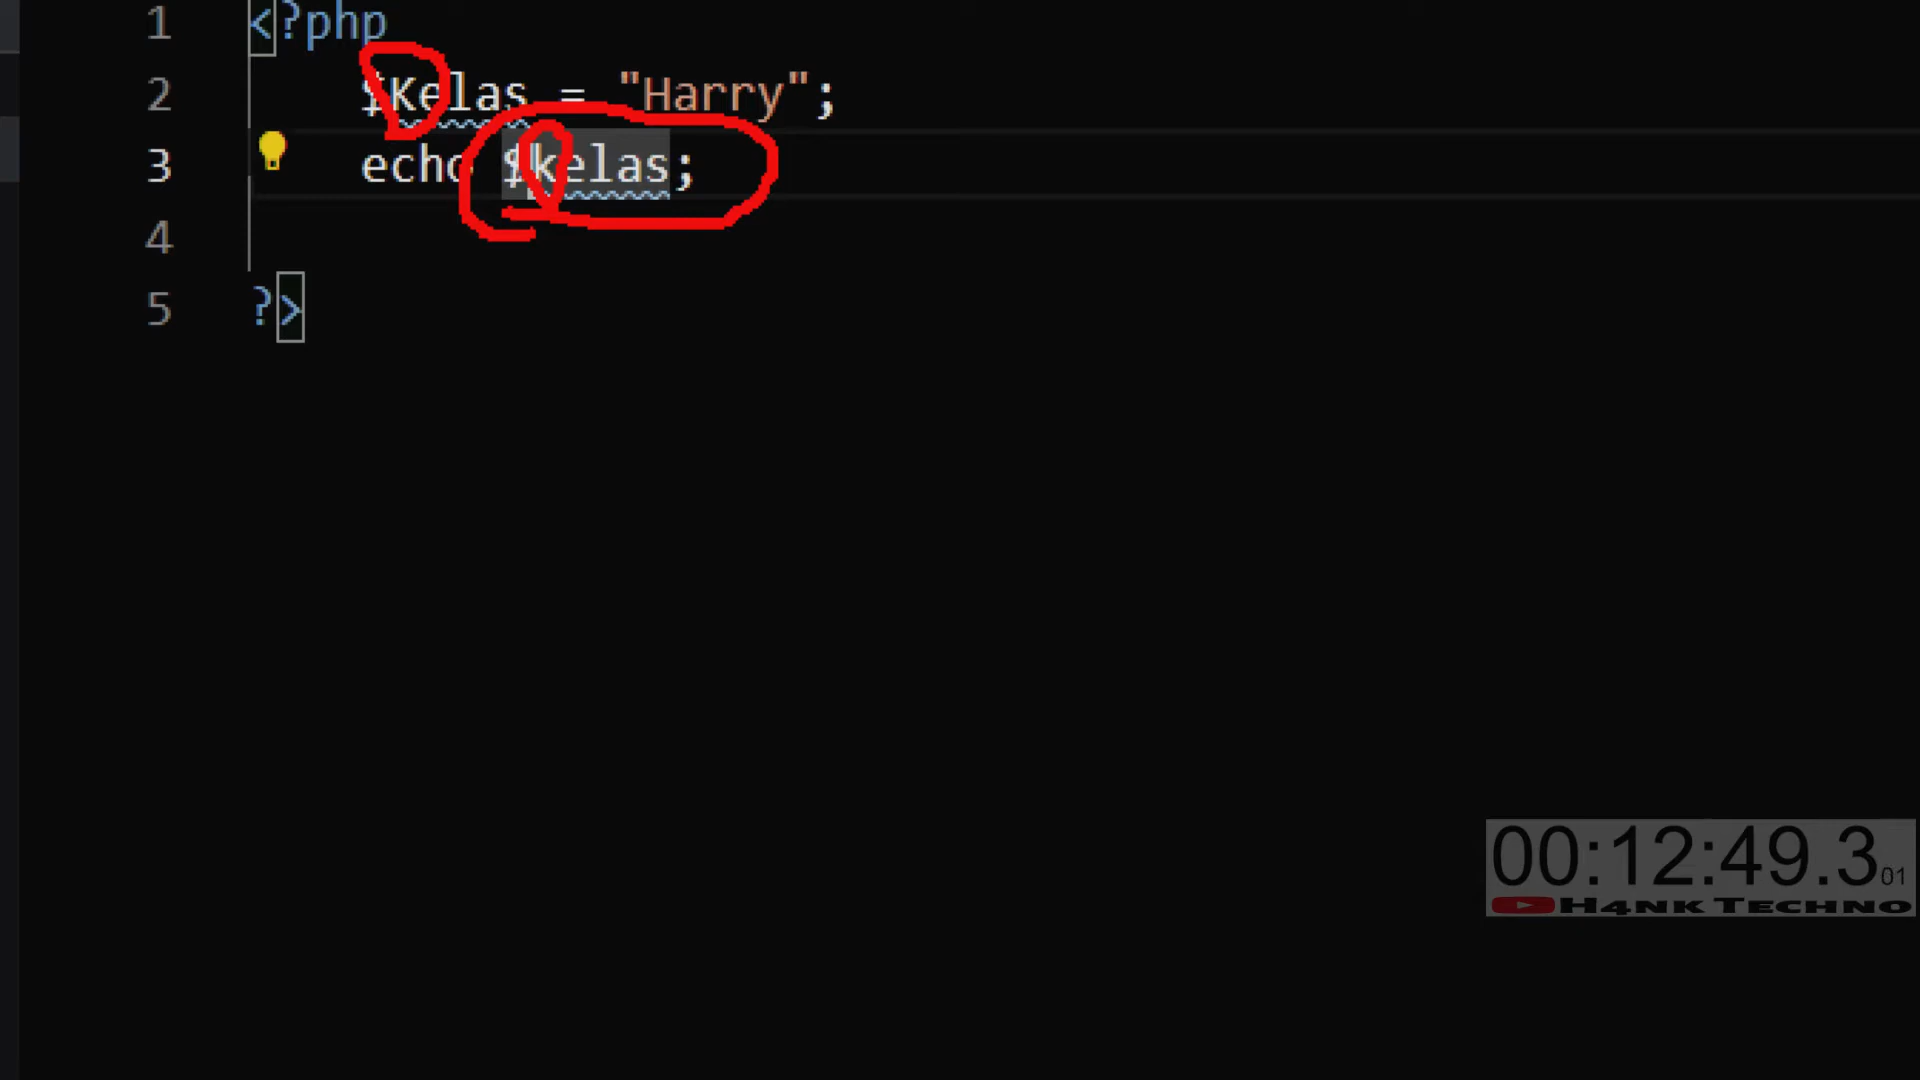 1 <?php
2 $Kelas = "Harry";
3 echo $kelas;
4
5 ?>
00:12:49.3 01
H4NK TECHNO